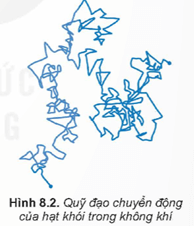 Hình 8.2. Quỹ đạo chuyển động
của hạt khói trong không khí